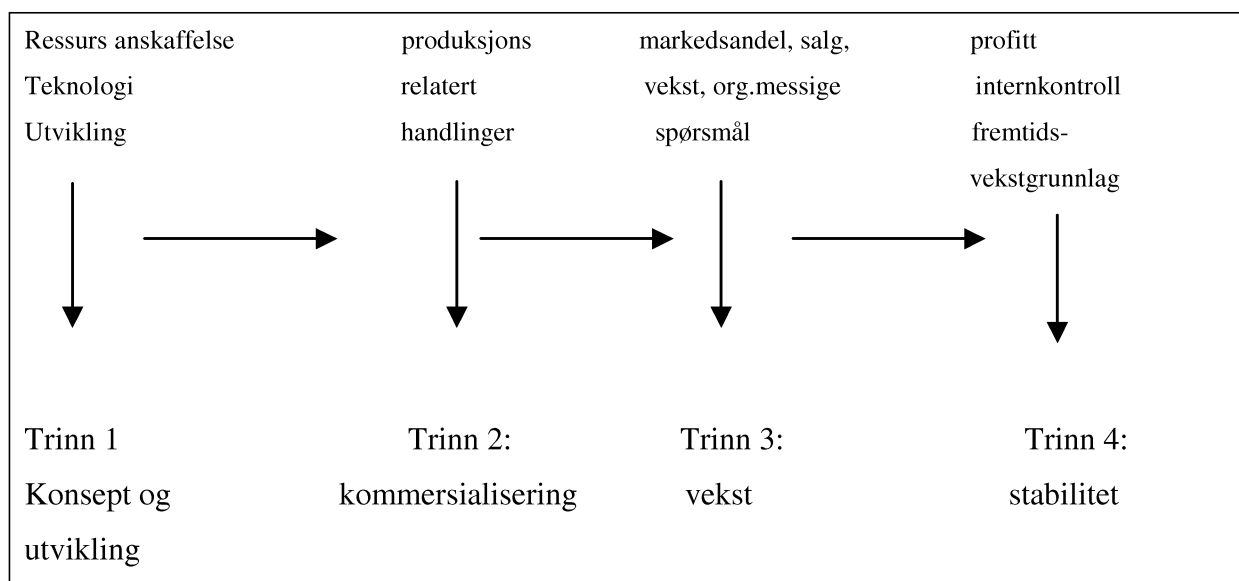 Ressurs anskaffelse
Teknologi
Utvikling
produksjons
relatert
handlinger
markedsandel, salg,
vekst, org.messige
spørsmål
profitt
internkontroll
fremtids-
vekstgrunnlag
Trinn 1
Konsept og
utvikling
Trinn 2:
kommersialisering
Trinn 3:
vekst
Trinn 4:
stabilitet